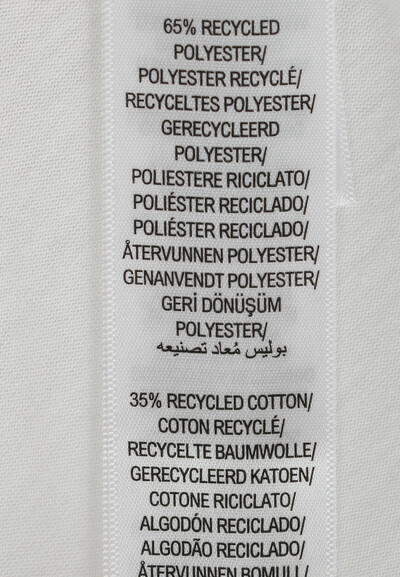 65% RECYCLED
POLYESTER/
POLYESTER RECYCLÉ/
RECYCELTES POLYESTER/
GERECYCLEERD
POLYESTER/
POLIESTERE RICICLATO/
POLIÉSTER RECICLADO/
POLIÉSTER RECICLADO/
ÅTERVUNNEN POLYESTER/
GENANVENDT POLYESTER/
GERİ DÖNÜŞÜM
POLYESTER/
بوليس مُعاد تصنيعه
35% RECYCLED COTTON/
COTON RECYCLÉ/
RECYCELTE BAUMWOLLE/
GERECYCLEERD KATOEN/
COTONE RICICLATO/
ALGODÓN RECICLADO/
ALGODÃO RECICLADO/
ÅTERVUNNEN BOMULL/